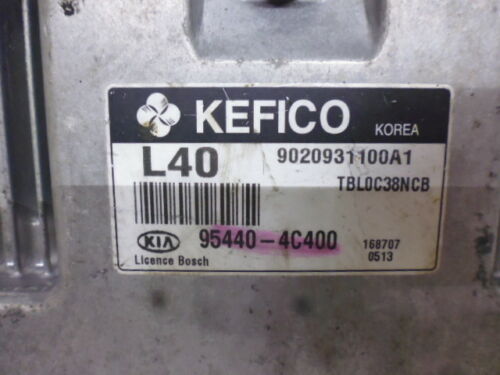 KEFICO KOREA
L40 9020931100A1
TBL0C38NCB
KIA 95440-4C400 168707
Licence Bosch 0513